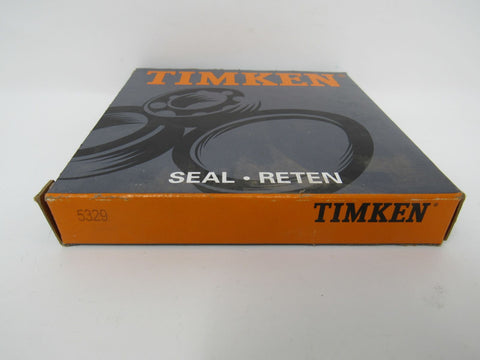 TIMKEN
SEAL • RETEN
5329
TIMKEN®